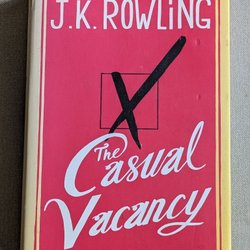 J.K. ROWLiNG
The
Casual
Vacancy